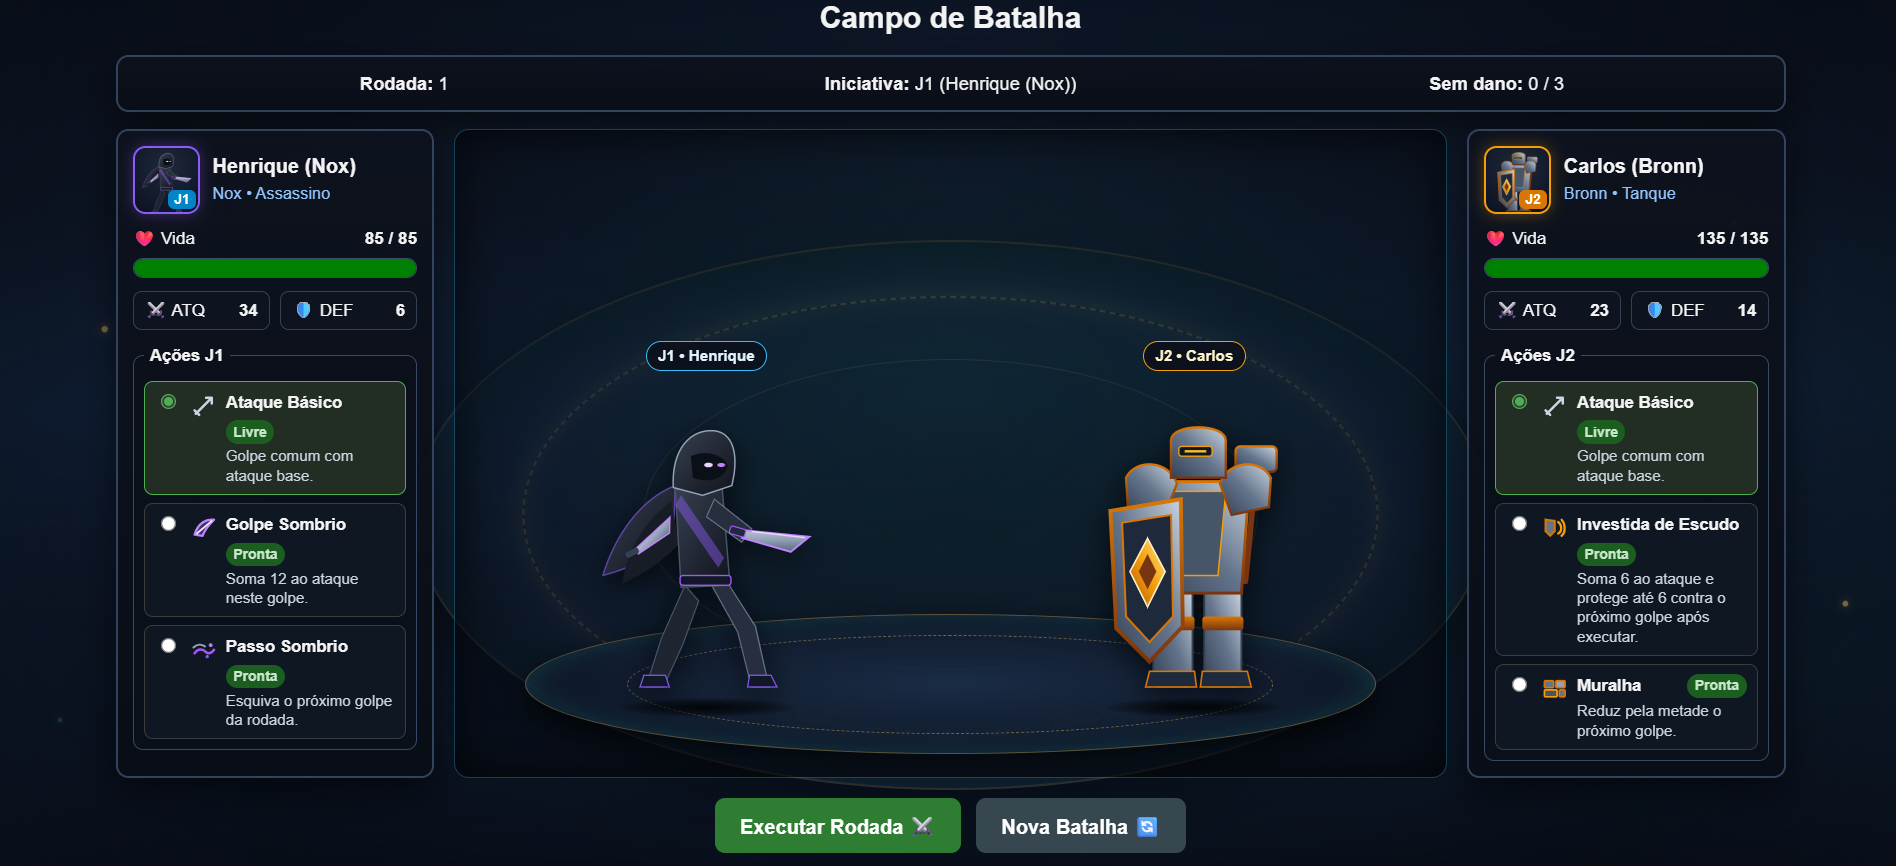 Campo de Batalha
Rodada: 1
Iniciativa: J1 (Henrique (Nox))
Sem dano: 0 / 3
J1
Henrique (Nox)
Nox • Assassino
Vida
85 / 85
ATQ 34
DEF 6
Ações J1
Ataque Básico
Livre
Golpe comum com
ataque base.
Golpe Sombrio
Pronta
Soma 12 ao ataque
neste golpe.
Passo Sombrio
Pronta
Esquiva o próximo golpe
da rodada.
J1 • Henrique
J2 • Carlos
J2
Carlos (Bronn)
Bronn • Tanque
Vida
135 / 135
ATQ 23
DEF 14
Ações J2
Ataque Básico
Livre
Golpe comum com
ataque base.
Investida de Escudo
Pronta
Soma 6 ao ataque e
protege até 6 contra o
próximo golpe após
executar.
Muralha
Pronta
Reduz pela metade o
próximo golpe.
Executar Rodada
Nova Batalha